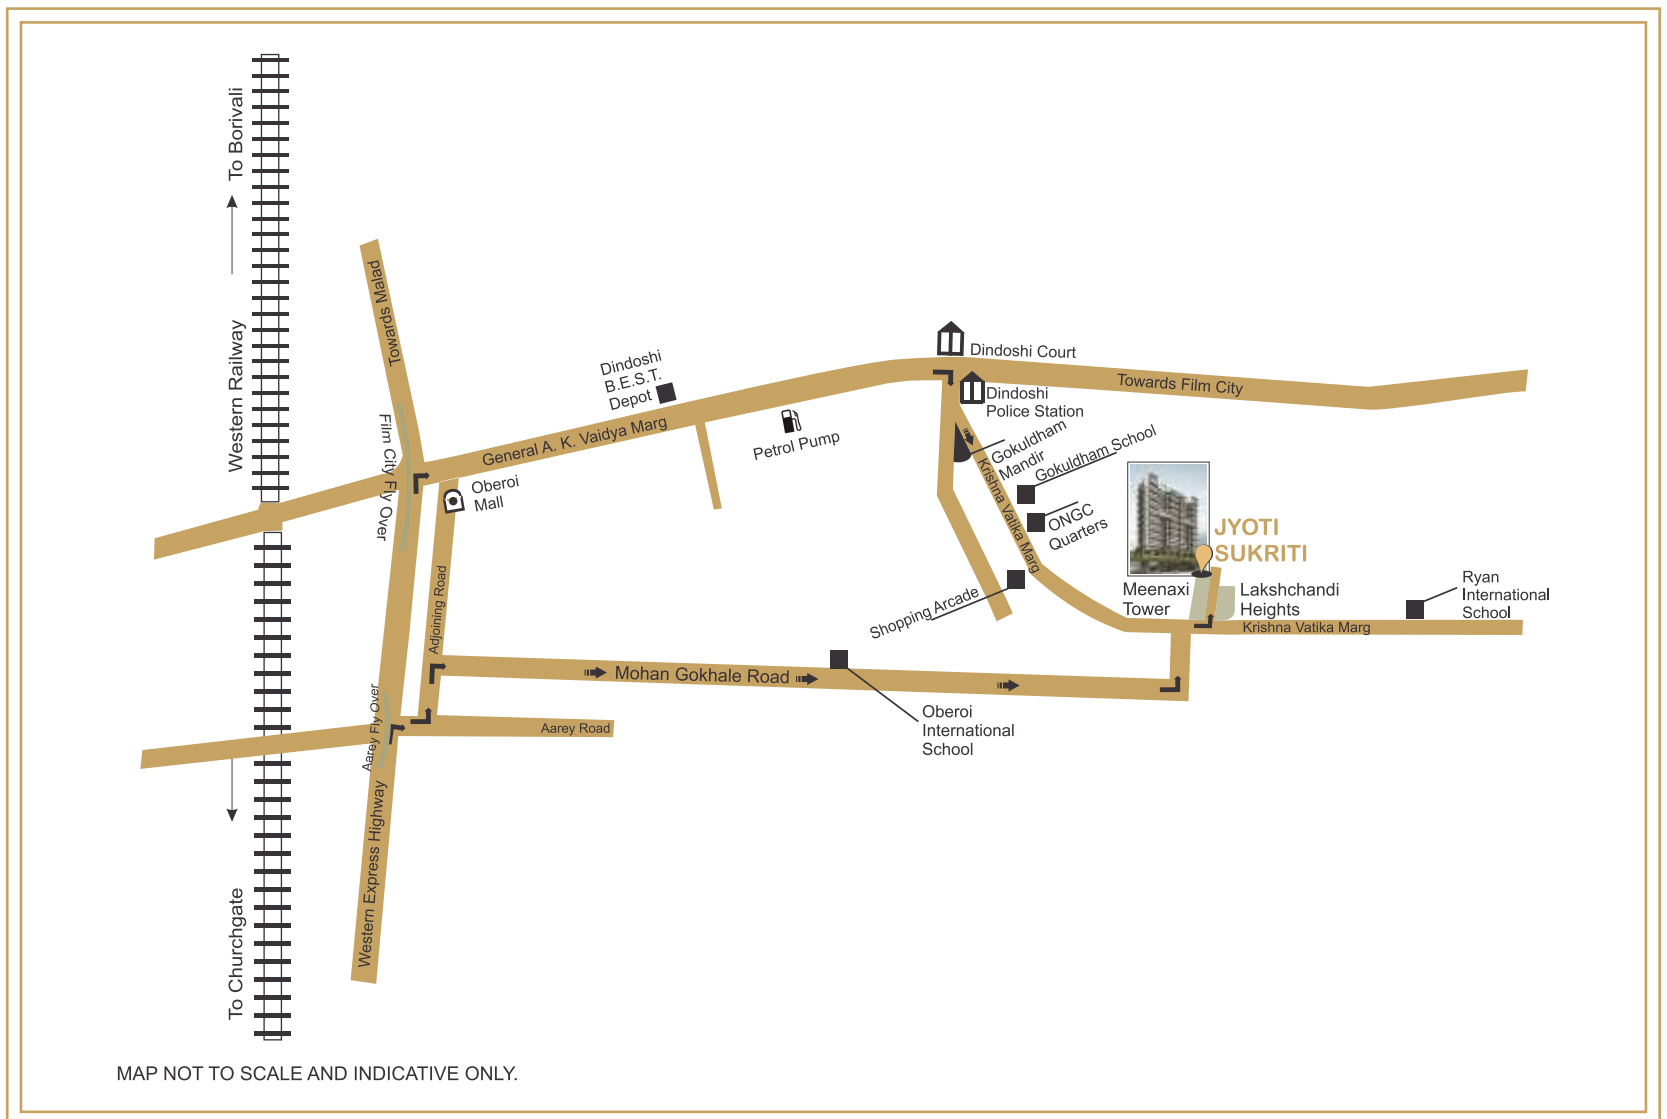 To Borivali
Western Railway
To Churchgate
Towards Malad
Film City Fly Over
General A. K. Vaidya Marg
Dindoshi
B.E.S.T.
Depot
Petrol Pump
Oberoi
Mall
Adjoining Road
Dindoshi Court
Towards Film City
Dindoshi
Police Station
Gokuldham
Mandir
Gokuldham School
Krishna Vatika Marg
ONGC
Quarters
Shopping Arcade
JYOTI
SUKRITI
Meenaxi
Tower
Lakshchandi
Heights
Ryan
International
School
Krishna Vatika Marg
Mohan Gokhale Road
Oberoi
International
School
Aarey Fly Over
Aarey Road
Western Express Highway
MAP NOT TO SCALE AND INDICATIVE ONLY.